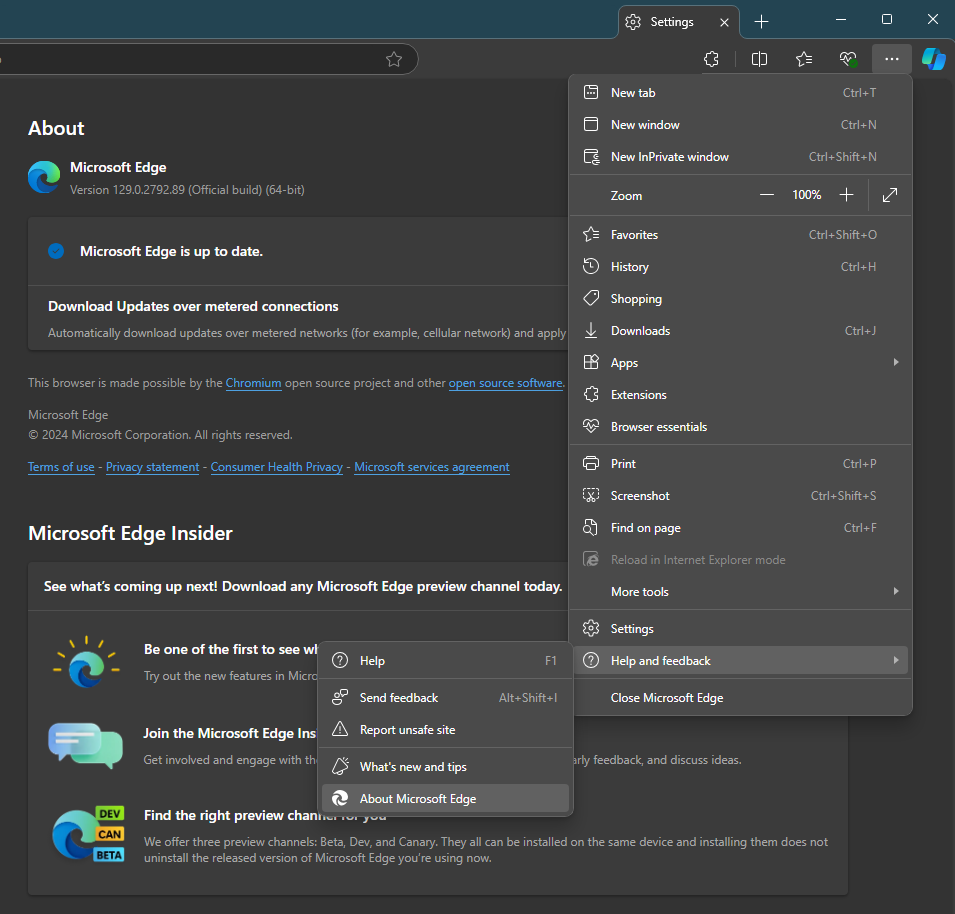 Settings
About
Microsoft Edge
Version 129.0.2792.89 (Official build) (64-bit)
Microsoft Edge is up to date.
Download Updates over metered connections
Automatically download updates over metered networks (for example, cellular network) and apply
This browser is made possible by the Chromium open source project and other open source software.
Microsoft Edge
© 2024 Microsoft Corporation. All rights reserved.
Terms of use - Privacy statement - Consumer Health Privacy - Microsoft services agreement
Microsoft Edge Insider
See what's coming up next! Download any Microsoft Edge preview channel today.
Be one of the first to see
Try out the new features in
Join the Microsoft Edge
Get involved and engage with
feedback, and discuss ideas.
Find the right preview channel for you
We offer three preview channels: Beta, Dev, and Canary. They all can be installed on the same device and installing them does not
uninstall the released version of Microsoft Edge you're using now.
DEV
CAN
BETA
New tab Ctrl+T
New window Ctrl+N
New InPrivate window Ctrl+Shift+N
Zoom 100%
Favorites Ctrl+Shift+O
History Ctrl+H
Shopping
Downloads Ctrl+J
Apps
Extensions
Browser essentials
Print Ctrl+P
Screenshot Ctrl+Shift+S
Find on page Ctrl+F
Reload in Internet Explorer mode
More tools
Settings
Help and feedback
Close Microsoft Edge
Help F1
Send feedback Alt+Shift+I
Report unsafe site
What's new and tips
About Microsoft Edge